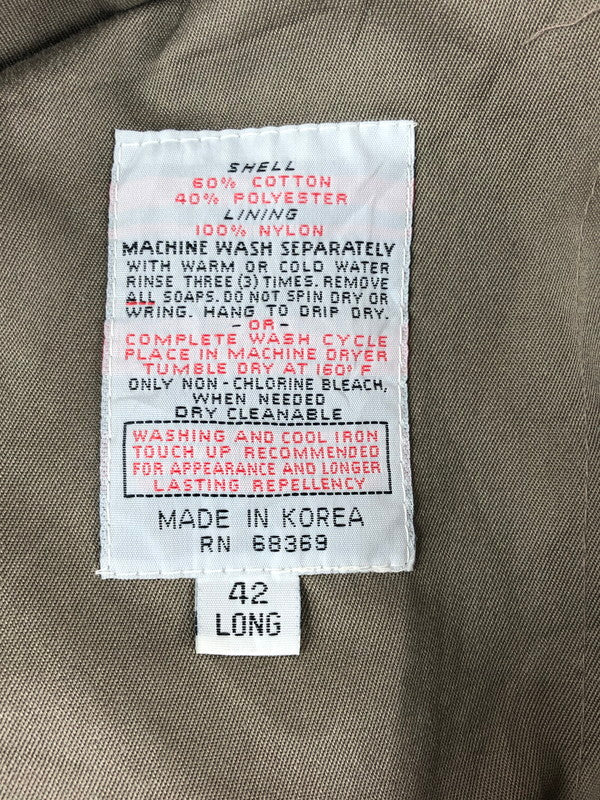 SHELL
60% COTTON
40% POLYESTER
LINING
100% NYLON
MACHINE WASH SEPARATELY
WITH WARM OR COLD WATER
RINSE THREE (3) TIMES. REMOVE
ALL SOAPS. DO NOT SPIN DRY OR
WRING. HANG TO DRIP DRY.
- OR -
COMPLETE WASH CYCLE
PLACE IN MACHINE DRYER
TUMBLE DRY AT 160° F
ONLY NON - CHLORINE BLEACH,
WHEN NEEDED
DRY CLEANABLE
WASHING AND COOL IRON
TOUCH UP RECOMMENDED
FOR APPEARANCE AND LONGER
LASTING REPELLENCY
MADE IN KOREA
RN 68369
42
LONG